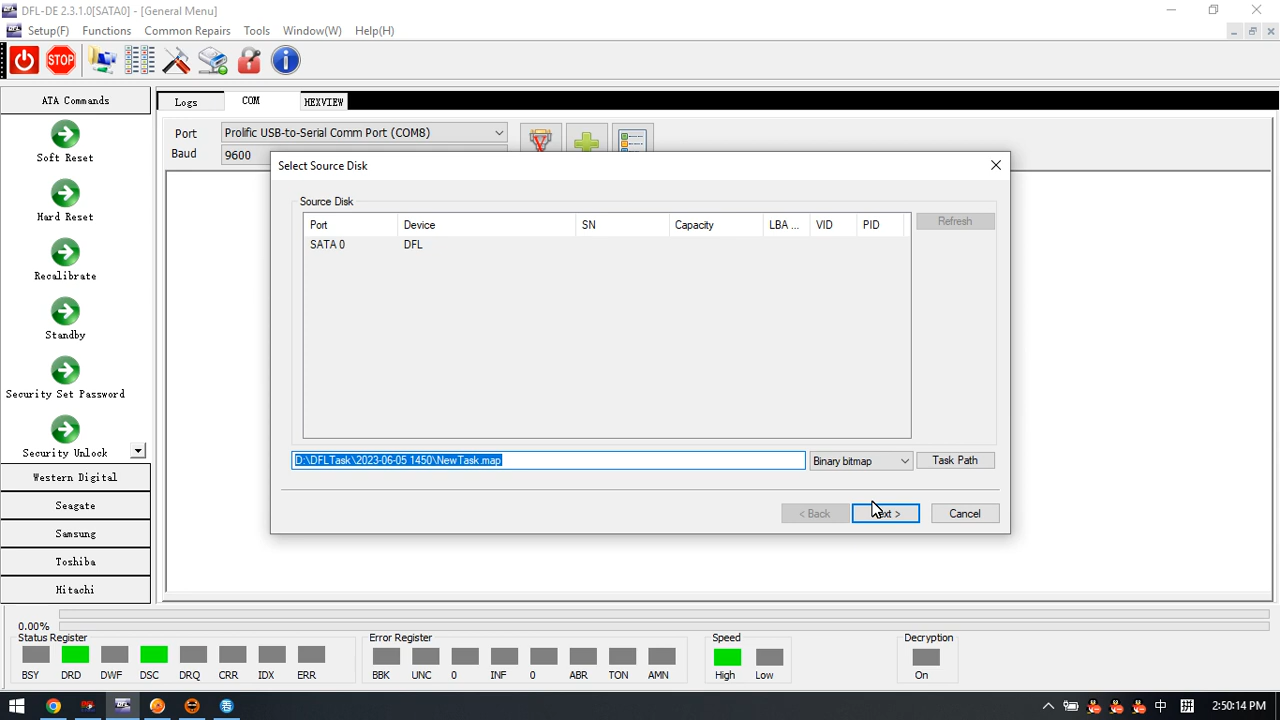 DFL-DE 2.3.1.0[SATA0] - [General Menu]
Setup(F) Functions Common Repairs Tools Window(W) Help(H)
STOP
ATA Commands
Logs COM HEXVIEW
Port Prolific USB-to-Serial Comm Port (COM8)
Baud 9600
Soft Reset
Hard Reset
Recalibrate
Standby
Security Set Password
Security Unlock
Western Digital
Seagate
Samsung
Toshiba
Hitachi
Select Source Disk
Source Disk
Port Device SN Capacity LBA ... VID PID
SATA 0 DFL
Refresh
D:\DFLTask\2023-06-05 1450\NewTask.map
Binary bitmap
Task Path
< Back
Cancel
0.00%
Status Register
BSY DRD DWF DSC DRQ CRR IDX ERR
Error Register
BBK UNC 0 INF 0 ABR TON AMN
Speed
High Low
Decryption
On
中 拼 2:50:14 PM